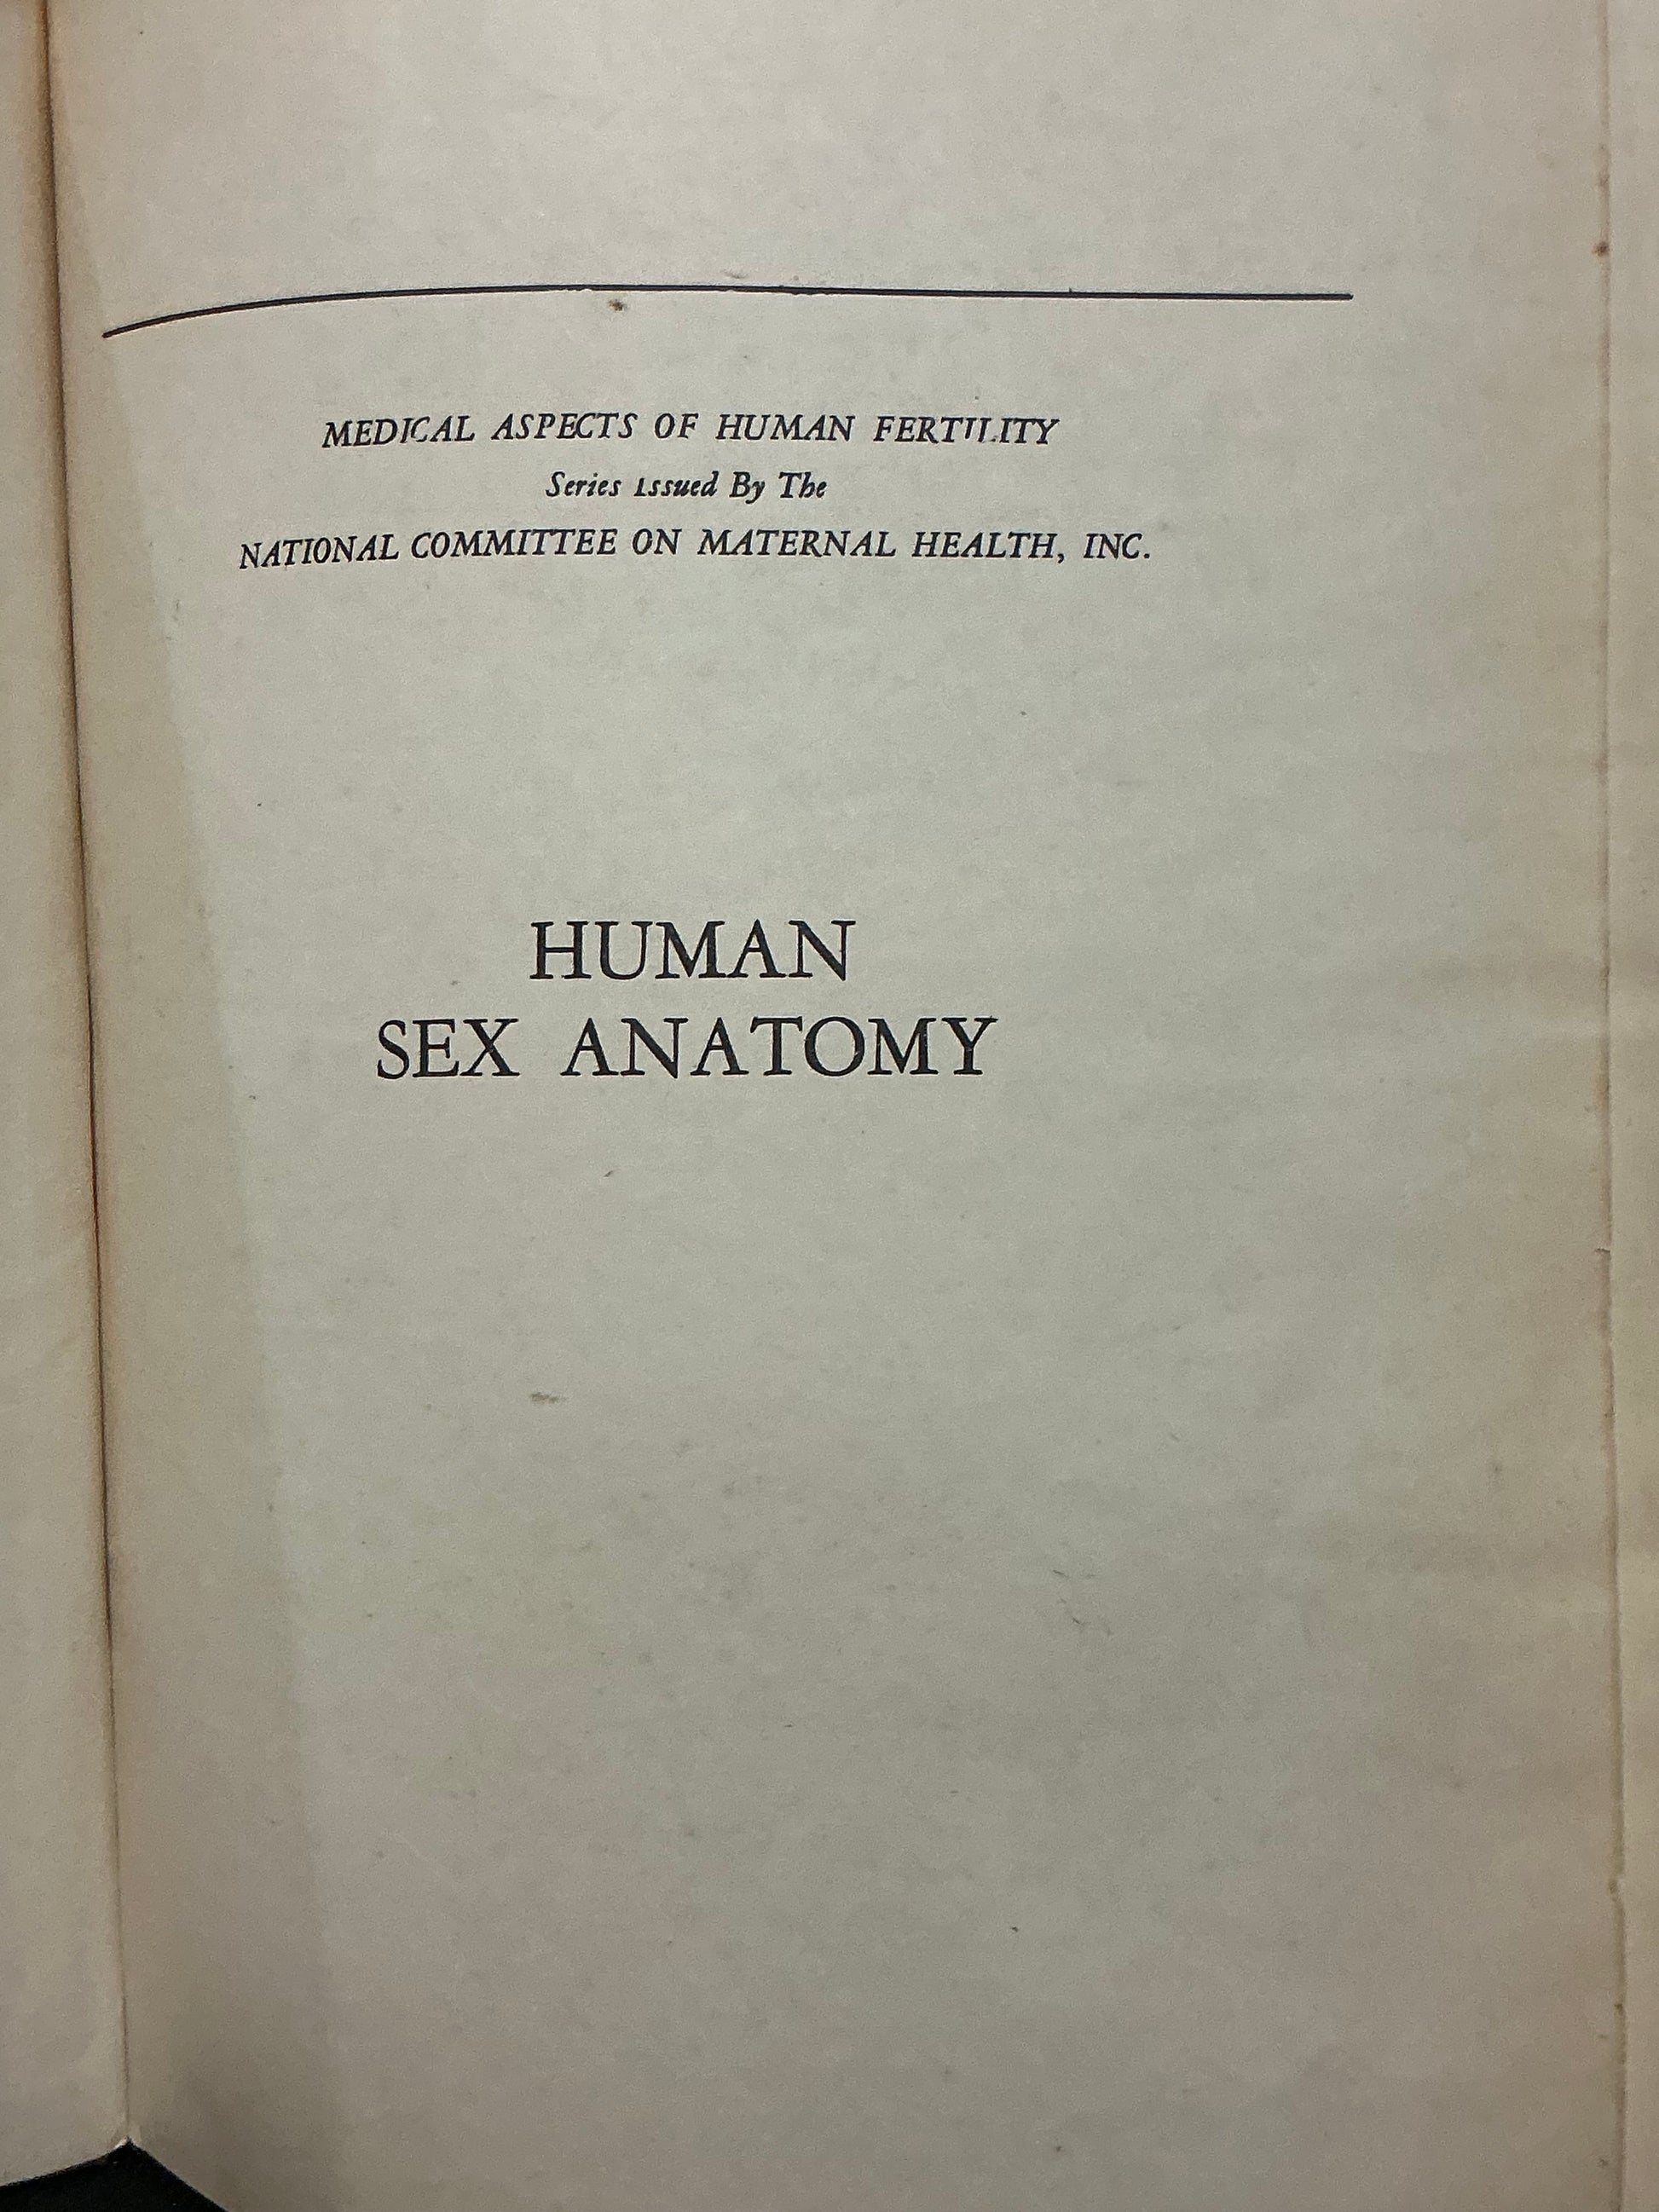 MEDICAL ASPECTS OF HUMAN FERTILITY
Series Issued By The
NATIONAL COMMITTEE ON MATERNAL HEALTH, INC.
HUMAN
SEX ANATOMY